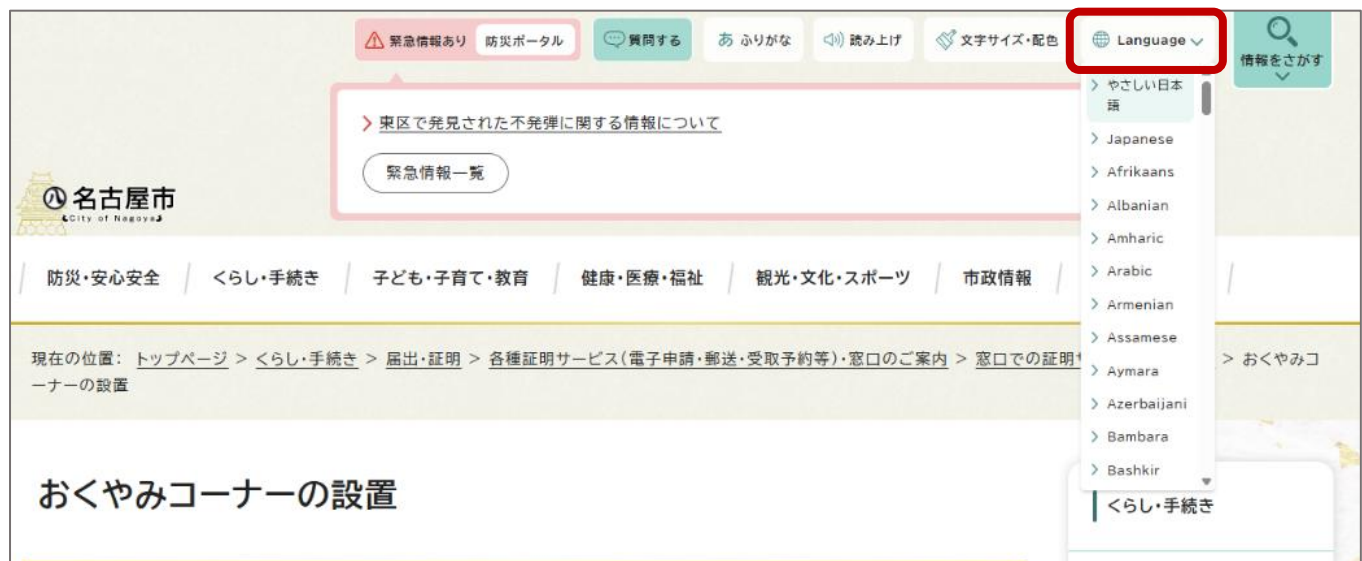 緊急情報あり 防災ポータル 質問する あ ふりがな 読み上げ 文字サイズ・配色 Language 情報をさがす
東区で発見された不発弾に関する情報について
緊急情報一覧
名古屋市
City of Nagoya
やさしい日本
語
Japanese
Afrikaans
Albanian
Amharic
Arabic
Armenian
Assamese
Aymara
Azerbaijani
Bambara
Bashkir
防災・安心安全 くらし・手続き 子ども・子育て・教育 健康・医療・福祉 観光・文化・スポーツ 市政情報
現在の位置: トップページ > くらし・手続き > 届出・証明 > 各種証明サービス(電子申請・郵送・受取予約等)・窓口のご案内 > 窓口での証明 > おくやみコ
ーナーの設置
おくやみコーナーの設置
くらし・手続き